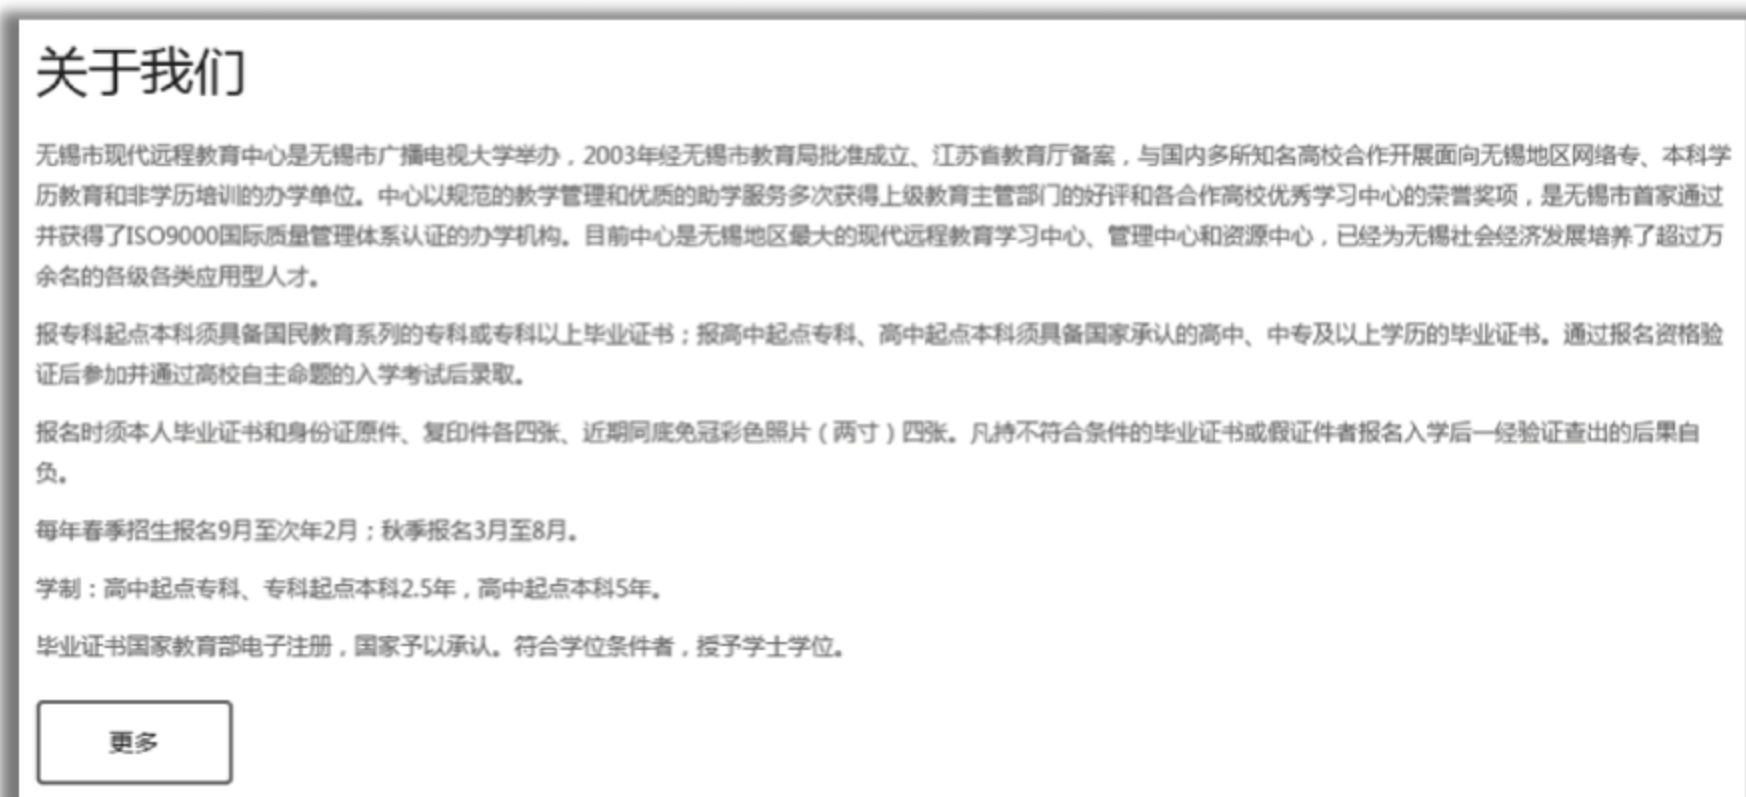 关于我们
无锡市现代远程教育中心是无锡市广播电视大学举办，2003年经无锡市教育局批准成立、江苏省教育厅备案，与国内多所知名高校合作开展面向无锡地区网络专、本科学
历教育和非学历培训的办学单位。中心以规范的教学管理和优质的助学服务多次获得上级教育主管部门的好评和各合作高校优秀学习中心的荣誉奖项，是无锡市首家通过
并获得了ISO9000国际质量管理体系认证的办学机构。目前中心是无锡地区最大的现代远程教育学习中心、管理中心和资源中心，已经为无锡社会经济发展培养了超过万
余名的各级各类应用型人才。
报专科起点本科须具备国民教育系列的专科或专科以上毕业证书；报高中起点专科、高中起点本科须具备国家承认的高中、中专及以上学历的毕业证书。通过报名资格验
证后参加并通过高校自主命题的入学考试后录取。
报名时须本人毕业证书和身份证原件、复印件各四张、近期同底免冠彩色照片（两寸）四张。凡持不符合条件的毕业证书或假证件者报名入学后一经验证查出的后果自
负。
每年春季招生报名9月至次年2月；秋季报名3月至8月。
学制：高中起点专科、专科起点本科2.5年，高中起点本科5年。
毕业证书国家教育部电子注册，国家予以承认。符合学位条件者，授予学士学位。
更多